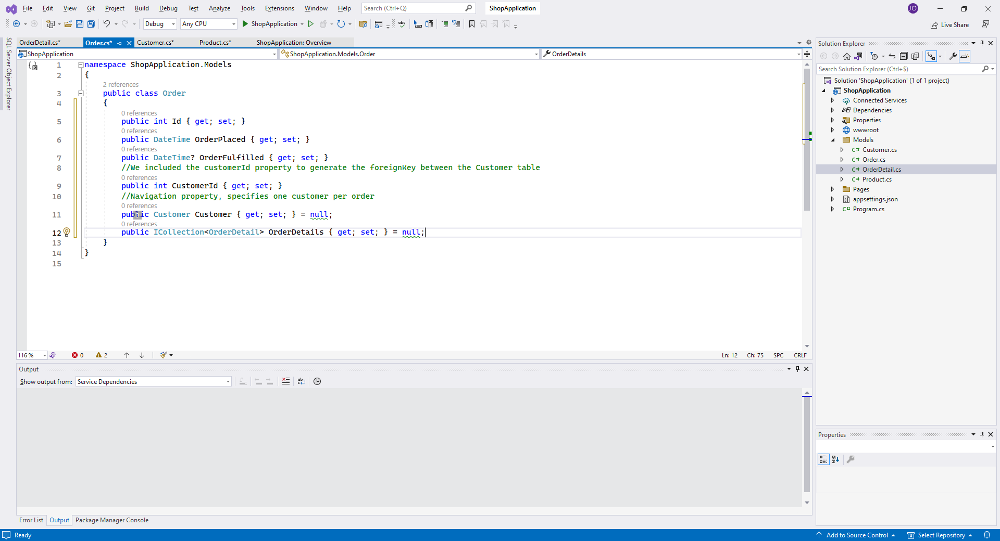 File Edit View Git Project Build Debug Test Analyze Tools Extensions Window Help Search (Ctrl+Q) ShopApplication JO
Debug Any CPU ShopApplication Live Share
SQL Server Object Explorer
OrderDetail.cs* Order.cs* Customer.cs* Product.cs* ShopApplication: Overview
ShopApplication ShopApplication.Models.Order OrderDetails
1 namespace ShopApplication.Models
2 {
2 references
3 public class Order
4 {
0 references
5 public int Id { get; set; }
0 references
6 public DateTime OrderPlaced { get; set; }
0 references
7 public DateTime? OrderFulfilled { get; set; }
8 //We included the customerId property to generate the foreignKey between the Customer table
0 references
9 public int CustomerId { get; set; }
10 //Navigation property, specifies one customer per order
0 references
11 public Customer Customer { get; set; } = null;
0 references
12 public ICollection<OrderDetail> OrderDetails { get; set; } = null;
13 }
14 }
15
116 % 0 2 Ln: 12 Ch: 75 SPC CRLF
Output
Show output from: Service Dependencies
Error List Output Package Manager Console
Solution Explorer
Search Solution Explorer (Ctrl+$)
Solution 'ShopApplication' (1 of 1 project)
ShopApplication
Connected Services
Dependencies
Properties
wwwroot
Models
C# Customer.cs
C# Order.cs
C# OrderDetail.cs
C# Product.cs
Pages
appsettings.json
C# Program.cs
Properties
Ready Add to Source Control Select Repository